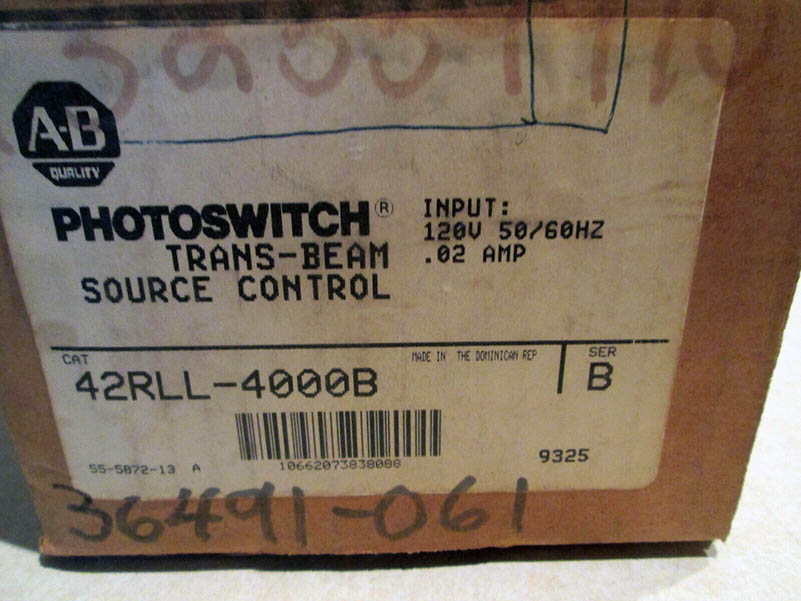 A-B
QUALITY
PHOTOSWITCH®
TRANS-BEAM
SOURCE CONTROL
INPUT:
120V 50/60HZ
.02 AMP
CAT
42RLL-4000B
MADE IN THE DOMINICAN REP
SER
B
10662073838088
55-5872-13 A
9325
36491-061